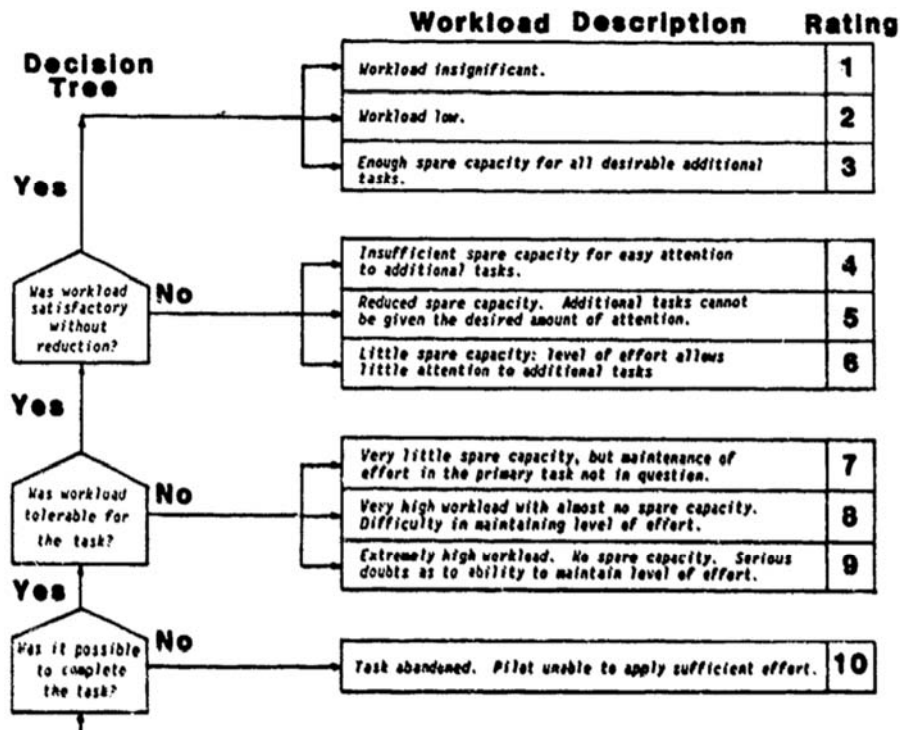 Workload Description Rating
Decision
Tree
Workload insignificant. 1
Workload low. 2
Enough spare capacity for all desirable additional
tasks. 3
Yes
Insufficient spare capacity for easy attention
to additional tasks. 4
Was workload
satisfactory
without
reduction?
No
Reduced spare capacity. Additional tasks cannot
be given the desired amount of attention. 5
Little spare capacity: level of effort allows
little attention to additional tasks 6
Yes
Very little spare capacity, but maintenance of
effort in the primary task not in question. 7
Was workload
tolerable for
the task?
No
Very high workload with almost no spare capacity.
Difficulty in maintaining level of effort. 8
Extremely high workload. No spare capacity. Serious
doubts as to ability to maintain level of effort. 9
Yes
Was it possible
to complete
the task?
No
Task abandoned. Pilot unable to apply sufficient effort. 10